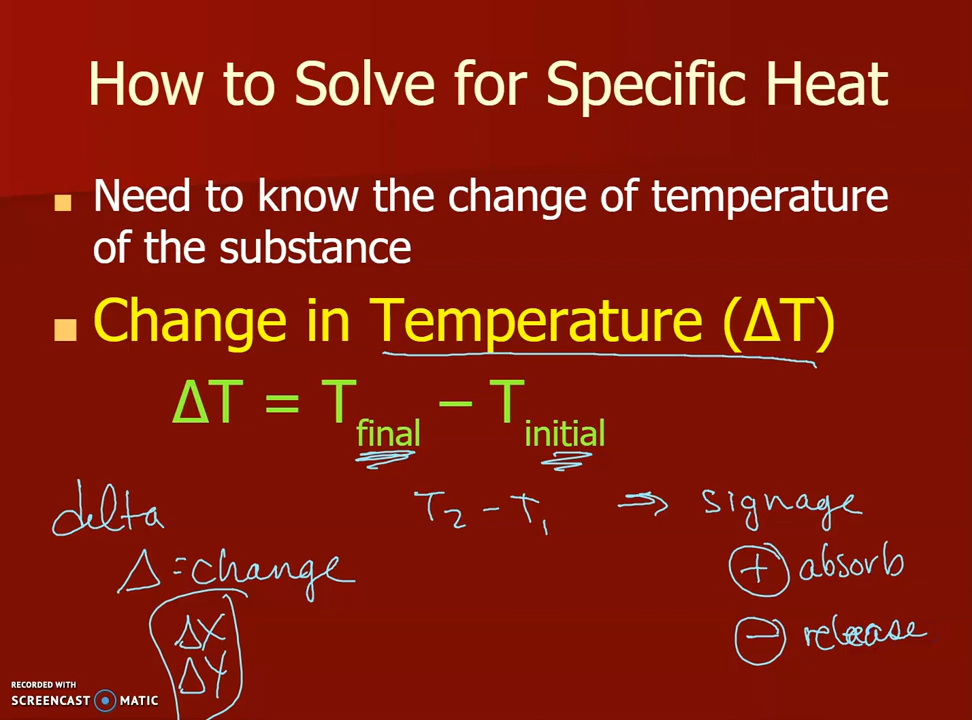 How to Solve for Specific Heat
Need to know the change of temperature
of the substance
Change in Temperature (ΔT)
ΔT = T final – T initial
delta
T2 - T1 ⇒ signage
Δ = change
+ absorb
ΔX
- release
ΔY
RECORDED WITH
SCREENCAST MATIC